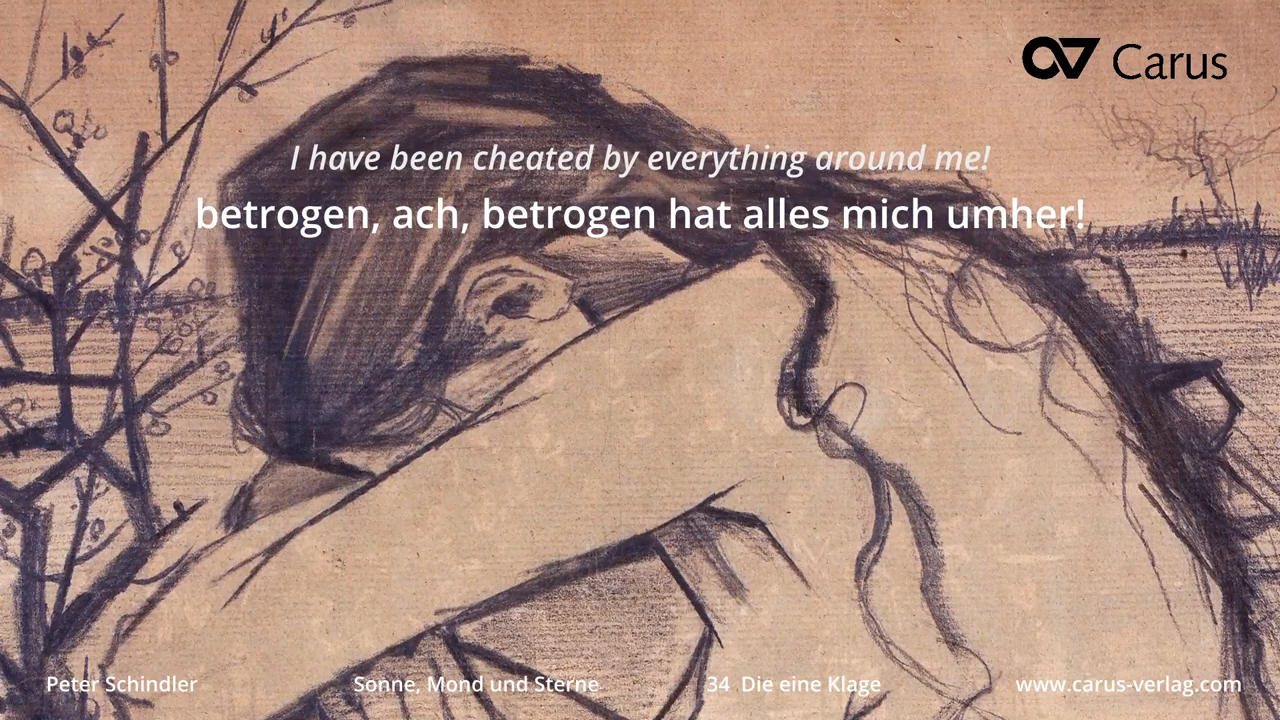 Carus
I have been cheated by everything around me!
betrogen, ach, betrogen hat alles mich umher!
Peter Schindler
Sonne, Mond und Sterne
34 Die eine Klage
www.carus-verlag.com